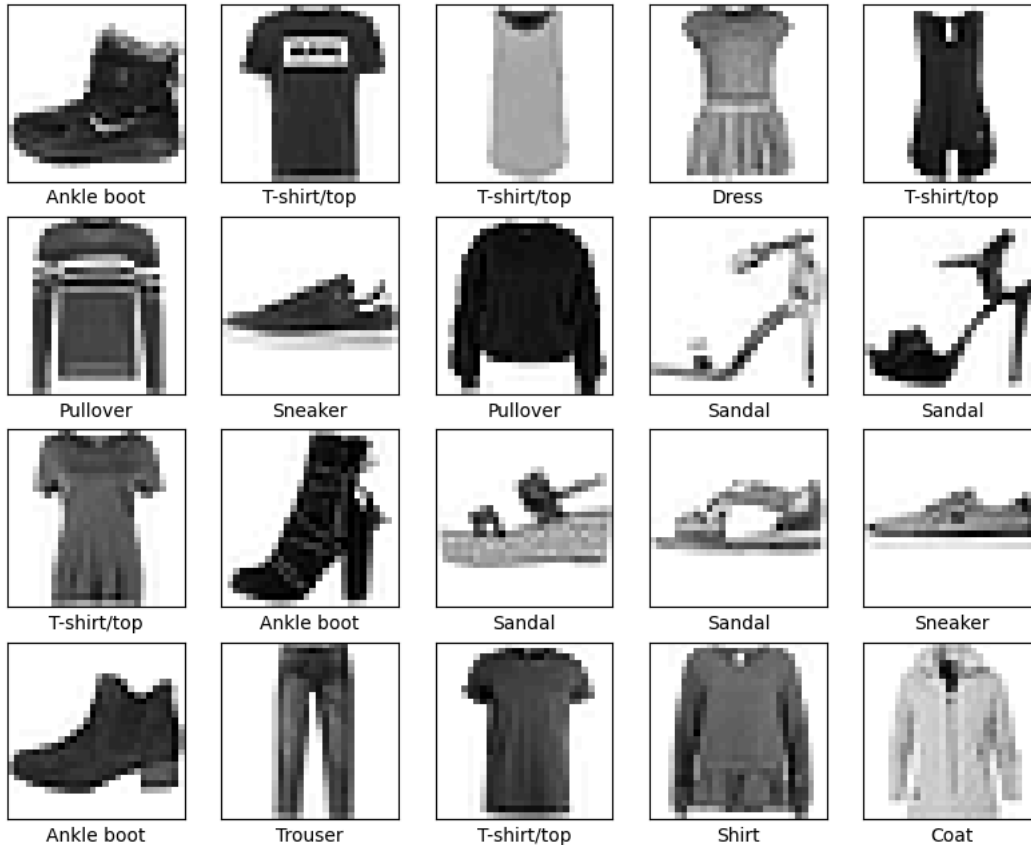 Ankle boot T-shirt/top T-shirt/top Dress T-shirt/top
Pullover Sneaker Pullover Sandal Sandal
T-shirt/top Ankle boot Sandal Sandal Sneaker
Ankle boot Trouser T-shirt/top Shirt Coat